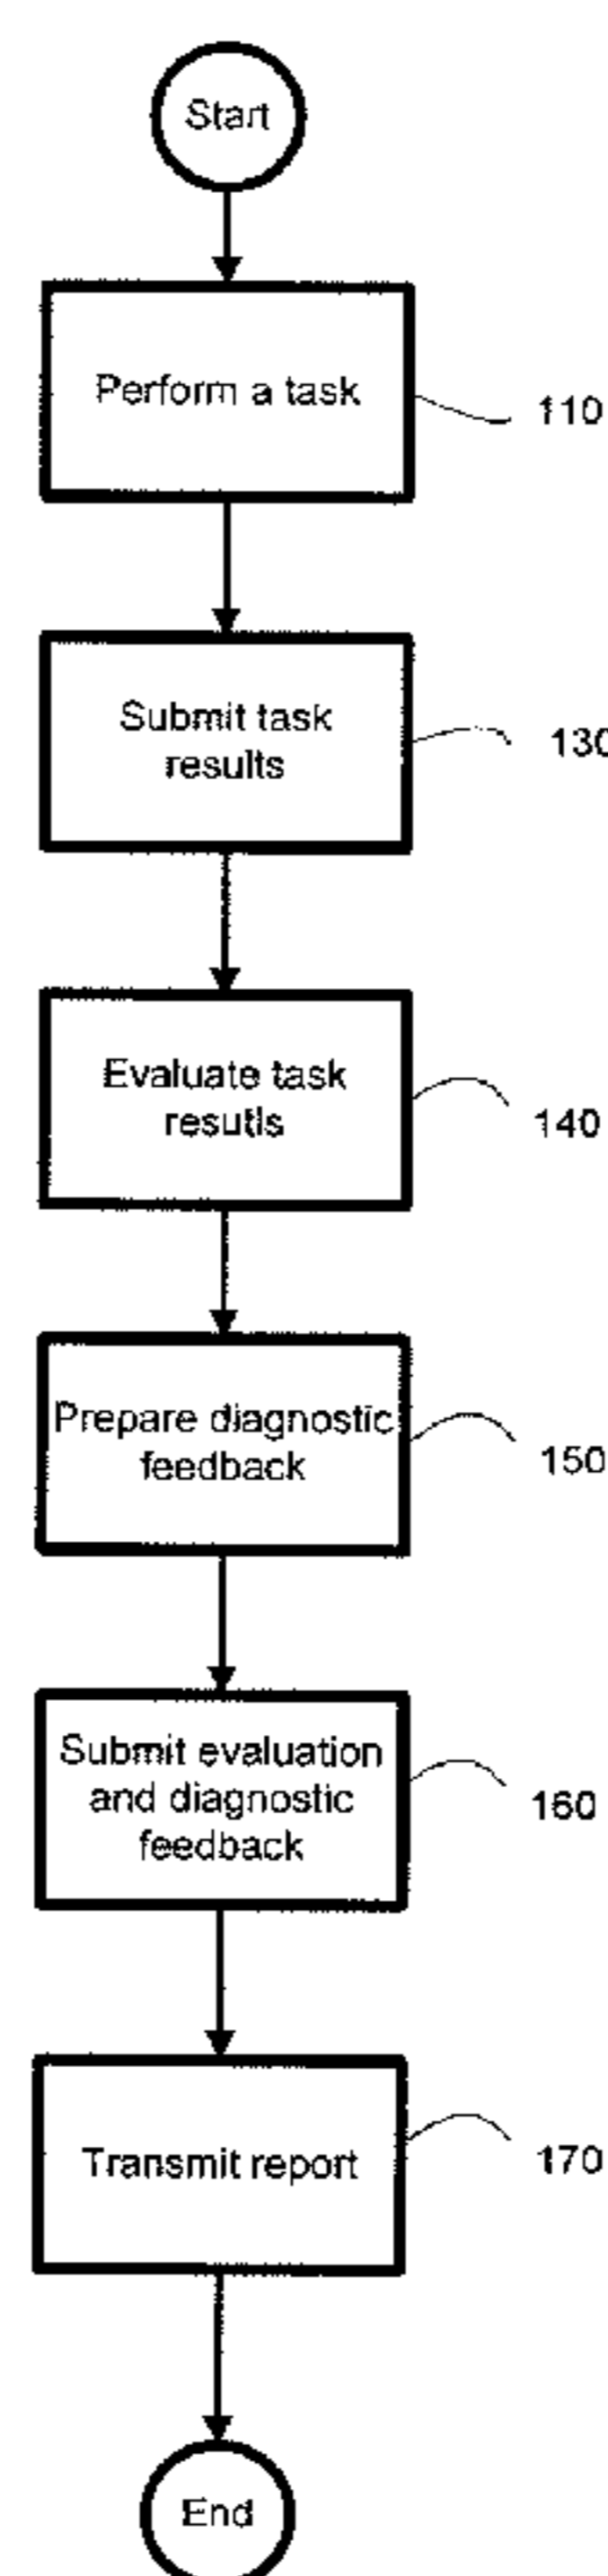 Start
Perform a task
110
Submit task
results
130
Evaluate task
resutls
140
Prepare diagnostic
feedback
150
Submit evaluation
and diagnostic
feedback
160
Transmit report
170
End